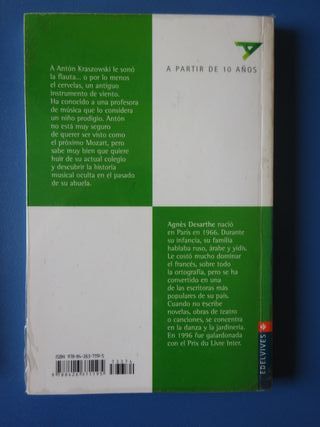 A PARTIR DE 10 AÑOS
A Antón Kraszowski le sonó
la flauta... o por lo menos
el cervelas, un antiguo
instrumento de viento.
Ha conocido a una profesora
de música que lo considera
un niño prodigio. Antón
no está muy seguro
de querer ser visto como
el próximo Mozart, pero
sabe muy bien que quiere
huir de su actual colegio
y descubrir la historia
musical oculta en el pasado
de su abuela.
Agnès Desarthe nació
en París en 1966. Durante
su infancia, su familia
hablaba ruso, árabe y yidis.
Le costó mucho dominar
el francés, sobre todo
la ortografía, pero se ha
convertido en una
de las escritoras más
populares de su país.
Cuando no escribe
novelas, obras de teatro
o canciones, se concentra
en la danza y la jardinería.
En 1996 fue galardonada
con el Prix du Livre Inter.
EDELVIVES